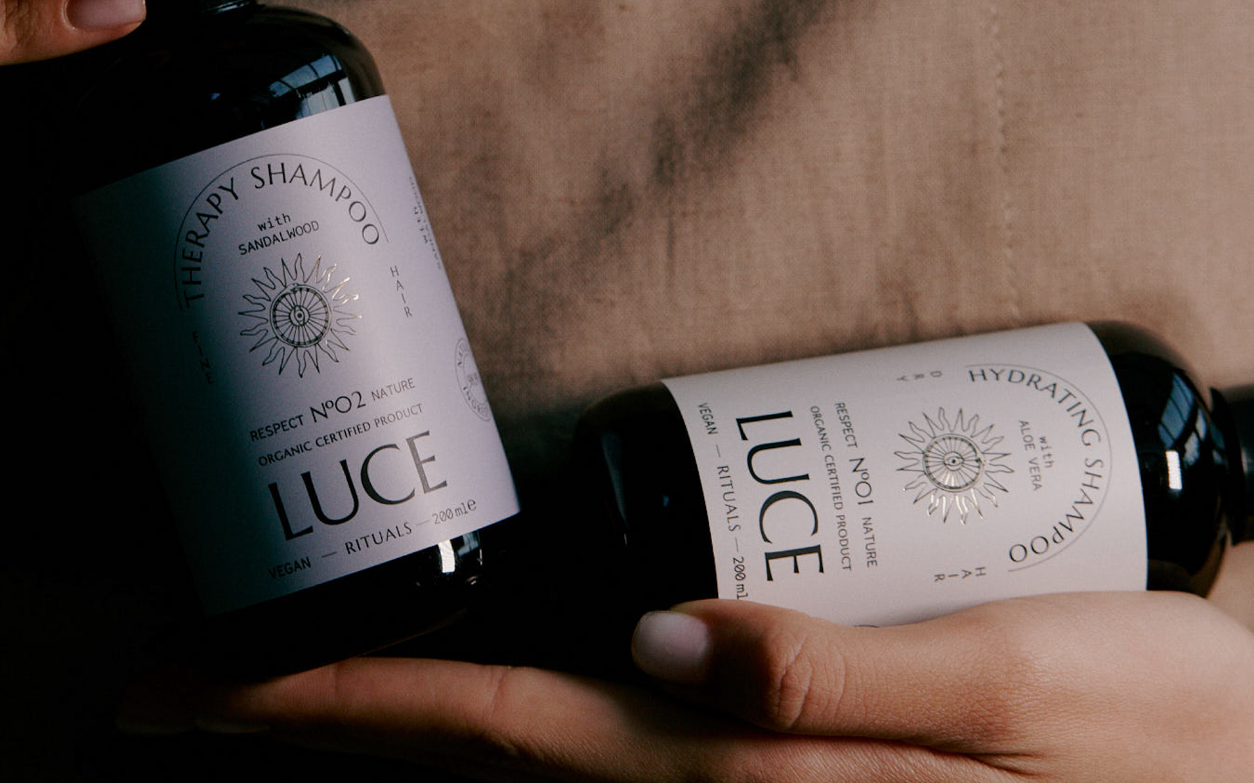 THERAPY SHAMPOO
with
SANDALWOOD
FINE
HAIR
RESPECT Nº02 NATURE
ORGANIC CERTIFIED PRODUCT
LUCE
VEGAN — RITUALS — 200 ml e
HYDRATING SHAMPOO
with
ALOE VERA
DRY
HAIR
RESPECT Nº01 NATURE
ORGANIC CERTIFIED PRODUCT
LUCE
VEGAN — RITUALS — 200 ml